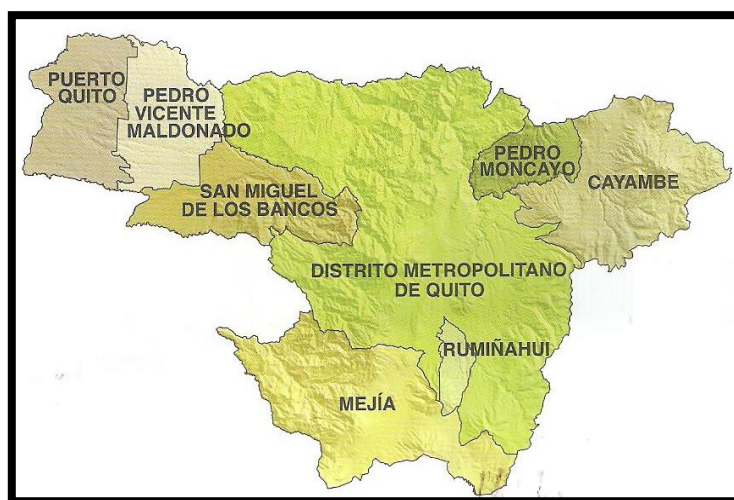 PUERTO
QUITO
PEDRO
VICENTE
MALDONADO
SAN MIGUEL
DE LOS BANCOS
PEDRO
MONCAYO
CAYAMBE
DISTRITO METROPOLITANO
DE QUITO
RUMIÑAHUI
MEJÍA